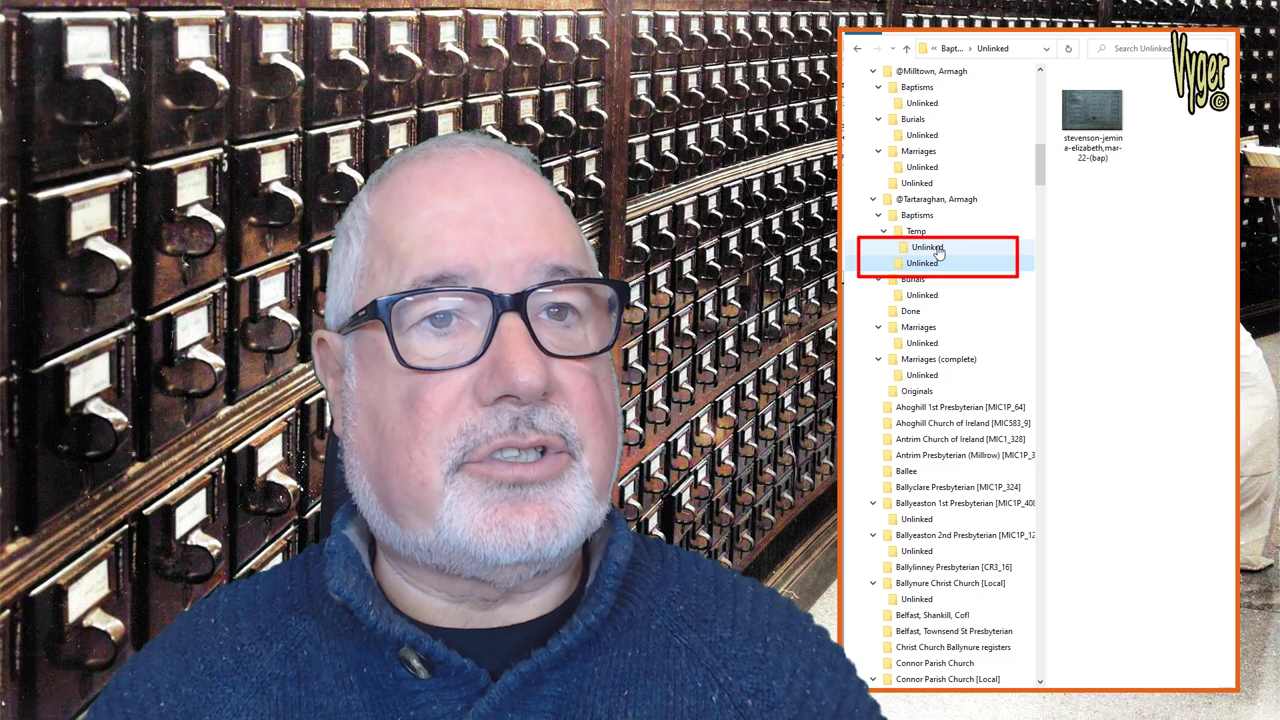 Bapt... › Unlinked
Search Unlinked
Vyger ©
@Milltown, Armagh
Baptisms
Unlinked
Burials
Unlinked
Marriages
Unlinked
Unlinked
@Tartaraghan, Armagh
Baptisms
Temp
Unlinked
Unlinked
Burials
Unlinked
Done
Marriages
Unlinked
Marriages (complete)
Unlinked
Originals
Ahoghill 1st Presbyterian [MIC1P_64]
Ahoghill Church of Ireland [MIC583_9]
Antrim Church of Ireland [MIC1_328]
Antrim Presbyterian (Millrow) [MIC1P_3
Ballee
Ballyclare Presbyterian [MIC1P_324]
Ballyeaston 1st Presbyterian [MIC1P_40
Unlinked
Ballyeaston 2nd Presbyterian [MIC1P_12
Unlinked
Ballylinney Presbyterian [CR3_16]
Ballynure Christ Church [Local]
Unlinked
Belfast, Shankill, CofI
Belfast, Townsend St Presbyterian
Christ Church Ballynure registers
Connor Parish Church
Connor Parish Church [Local]
stevenson-jemin
a-elizabeth,mar-
22-(bap)